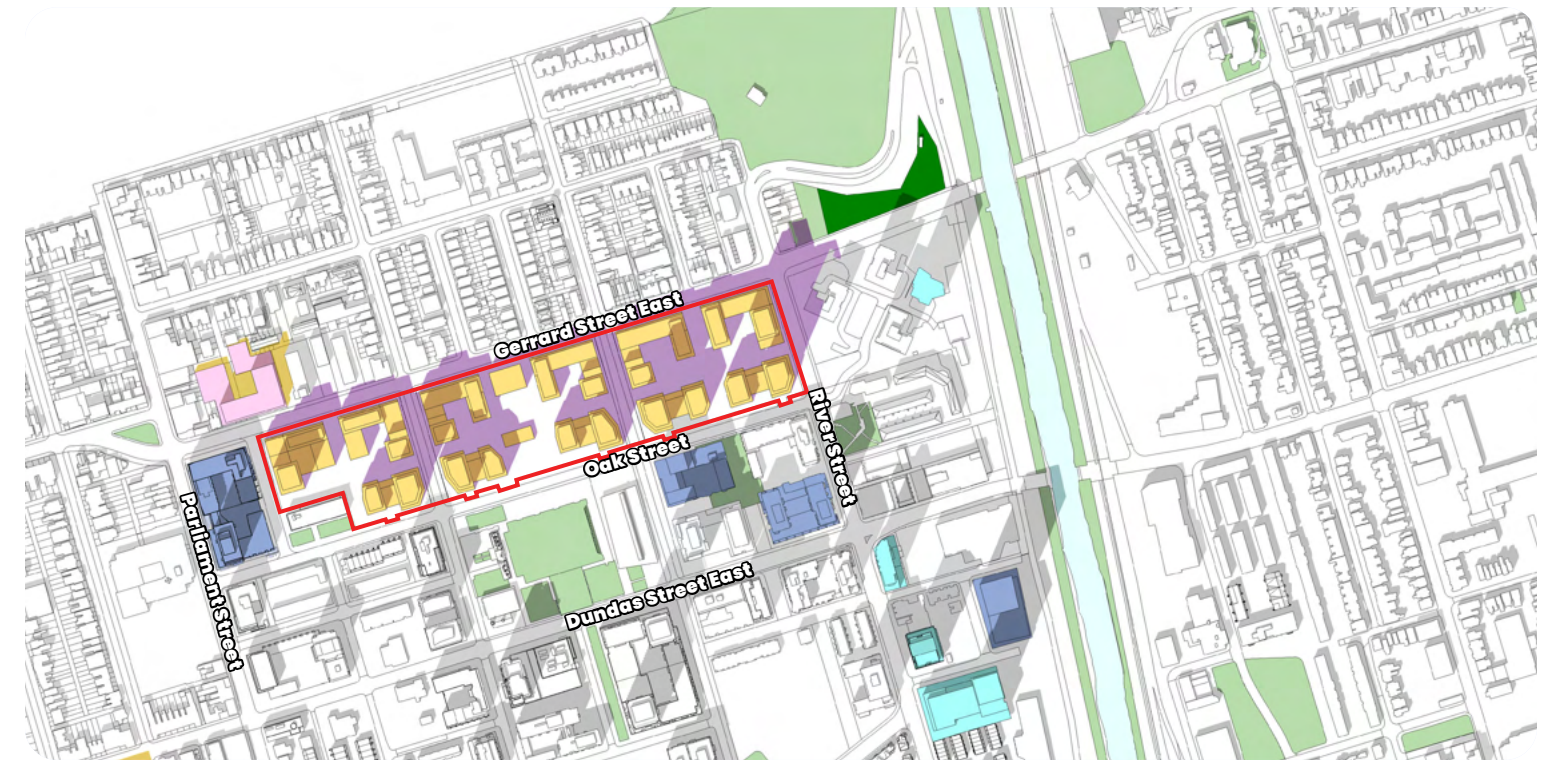 Gerrard Street East
River Street
Oak Street
Parliament Street
Dundas Street East